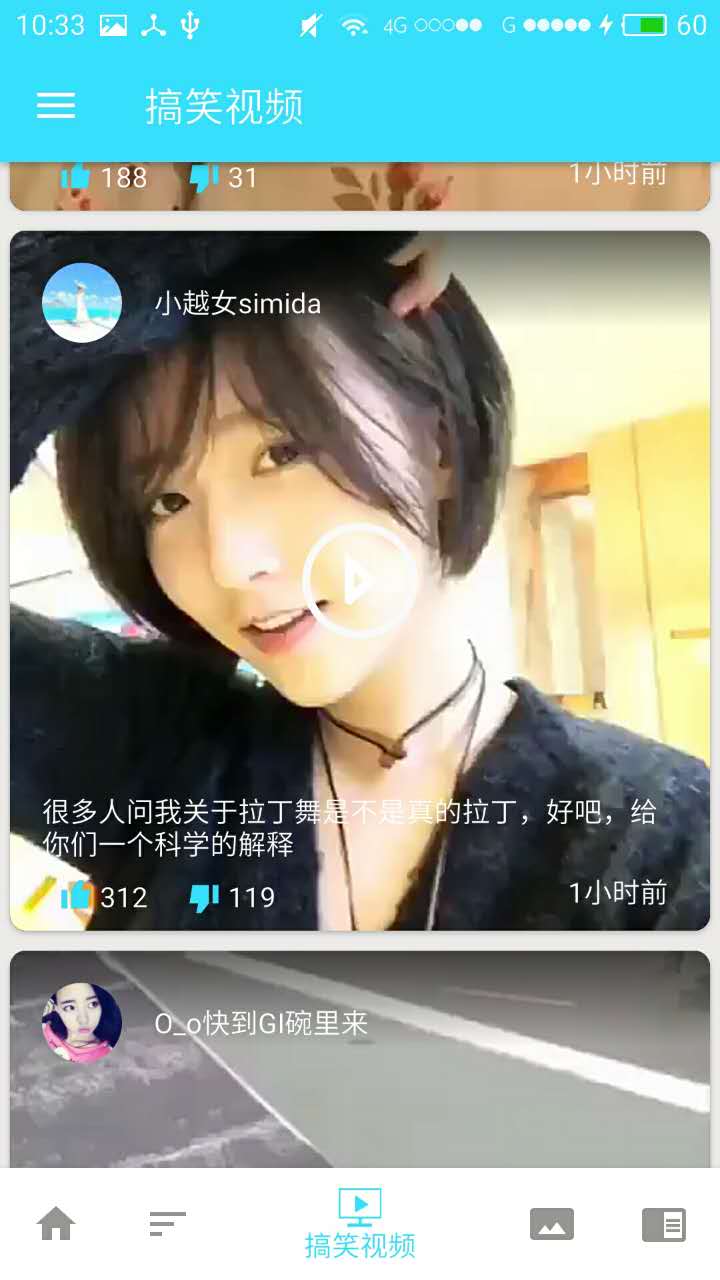 10:33
4G
G
60
搞笑视频
188
31
1小时前
小越女simida
很多人问我关于拉丁舞是不是真的拉丁，好吧，给
你们一个科学的解释
312
119
1小时前
O_o快到GI碗里来
搞笑视频